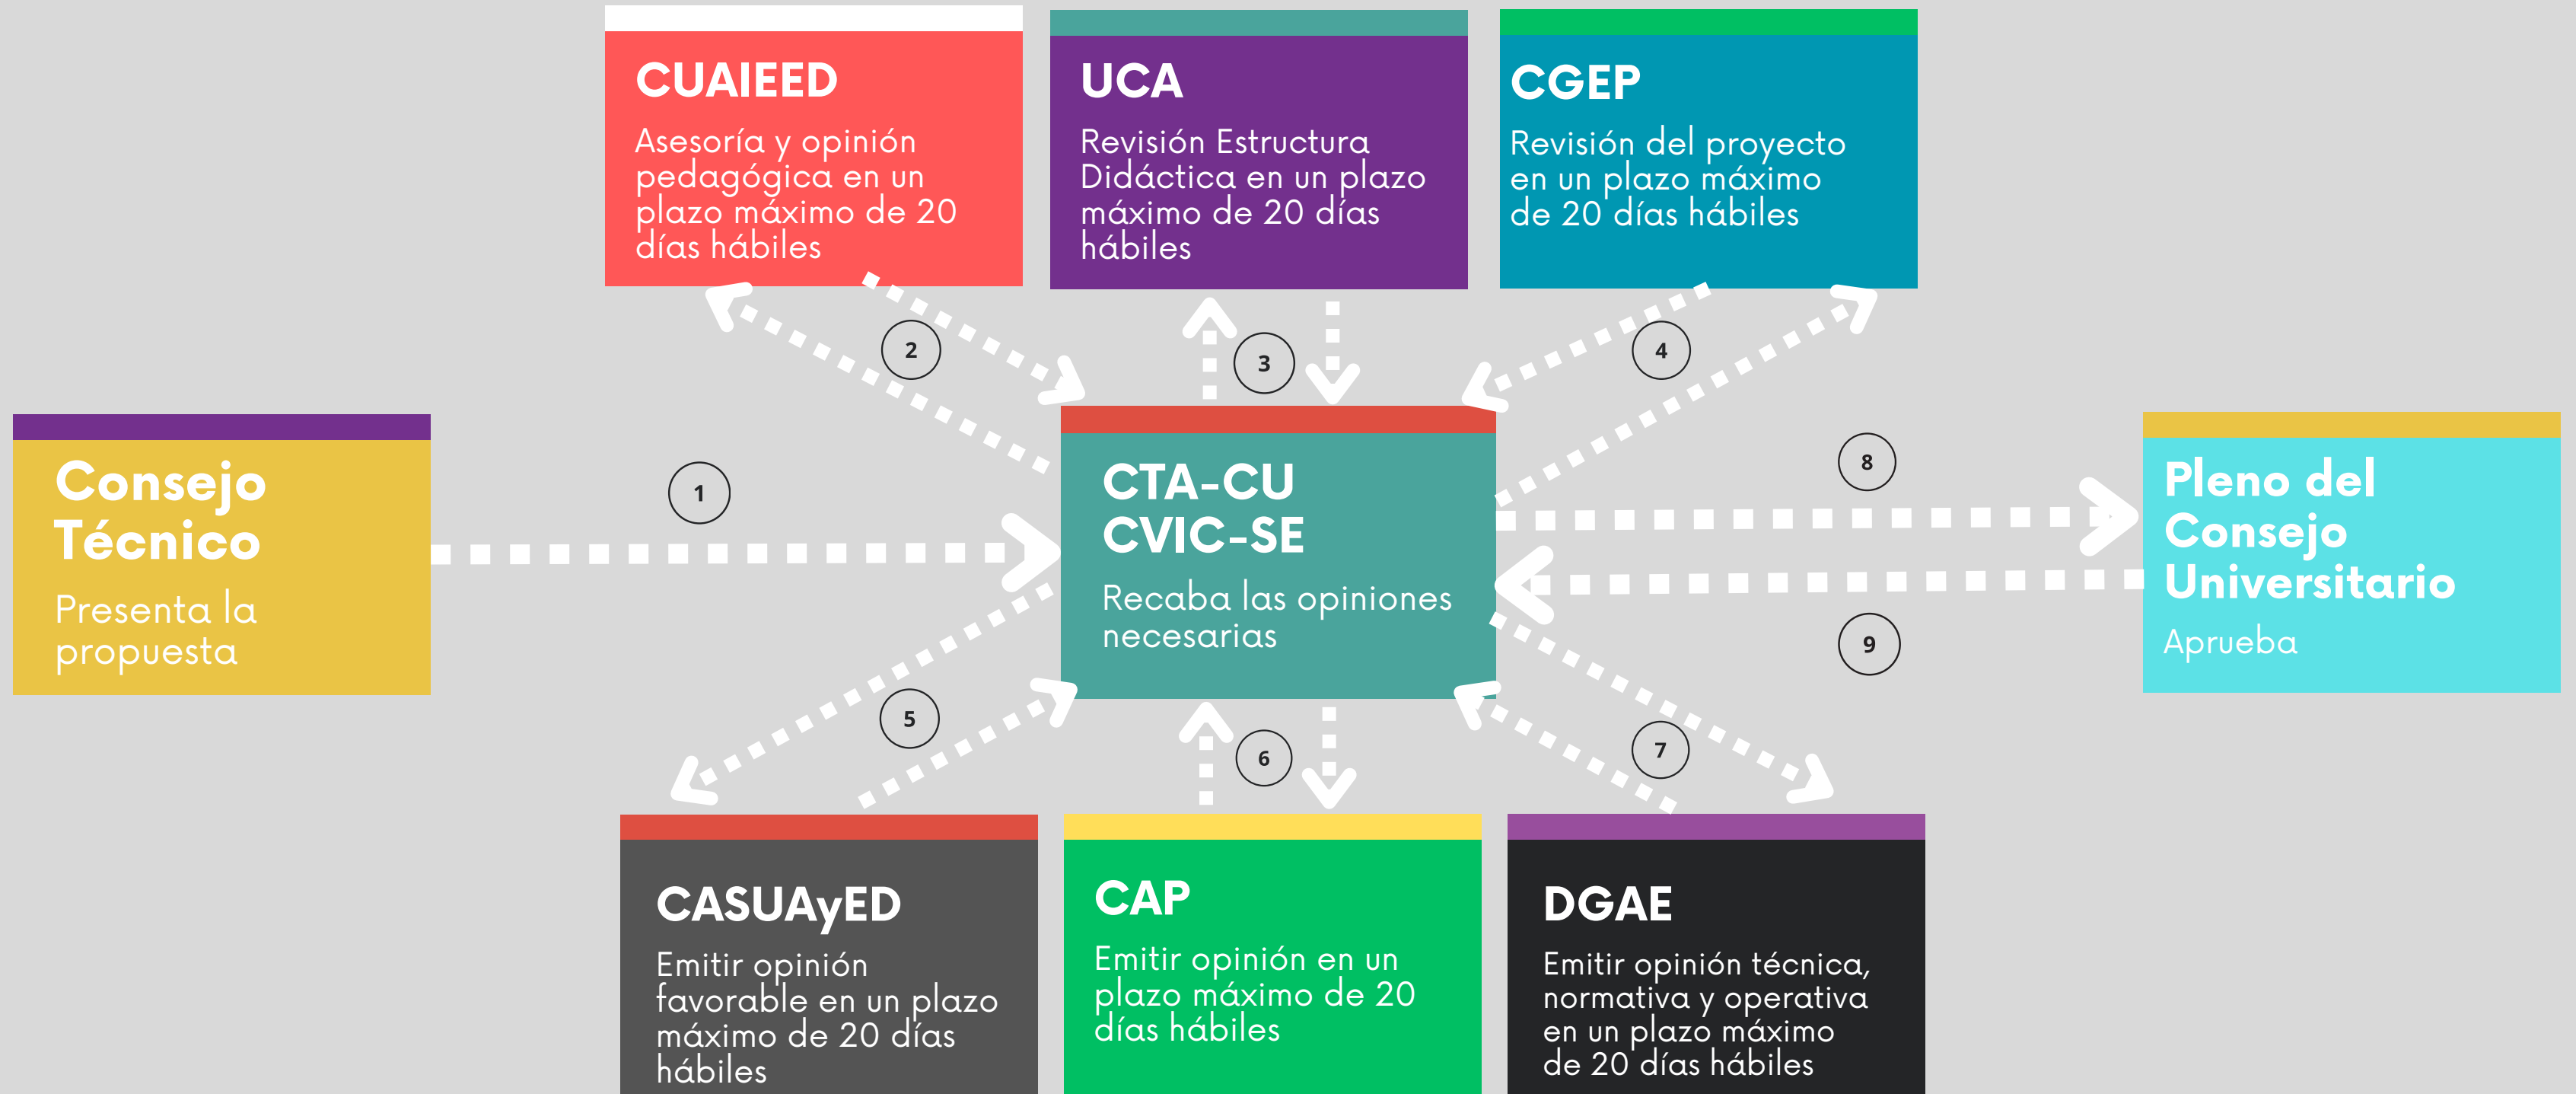 CUAIEED
Asesoría y opinión
pedagógica en un
plazo máximo de 20
días hábiles
UCA
Revisión Estructura
Didáctica en un plazo
máximo de 20 días
hábiles
CGEP
Revisión del proyecto
en un plazo máximo
de 20 días hábiles
2
3
4
Consejo
Técnico
Presenta la
propuesta
1
CTA-CU
CVIC-SE
Recaba las opiniones
necesarias
8
9
Pleno del
Consejo
Universitario
Aprueba
5
6
7
CASUAyED
Emitir opinión
favorable en un plazo
máximo de 20 días
hábiles
CAP
Emitir opinión en un
plazo máximo de 20
días hábiles
DGAE
Emitir opinión técnica,
normativa y operativa
en un plazo máximo
de 20 días hábiles